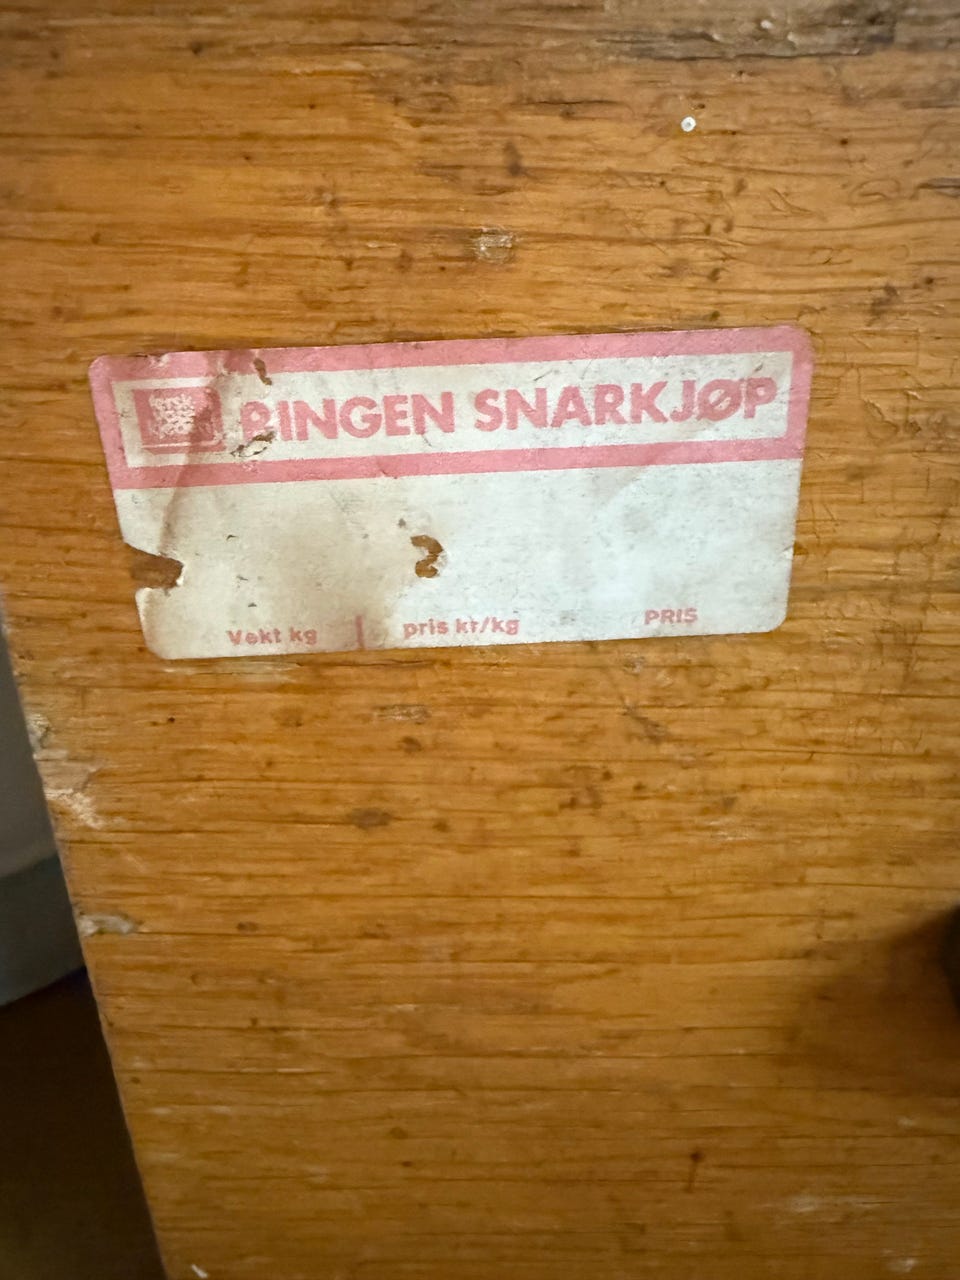 RINGEN SNARKJØP
Vekt kg | pris kr/kg PRIS